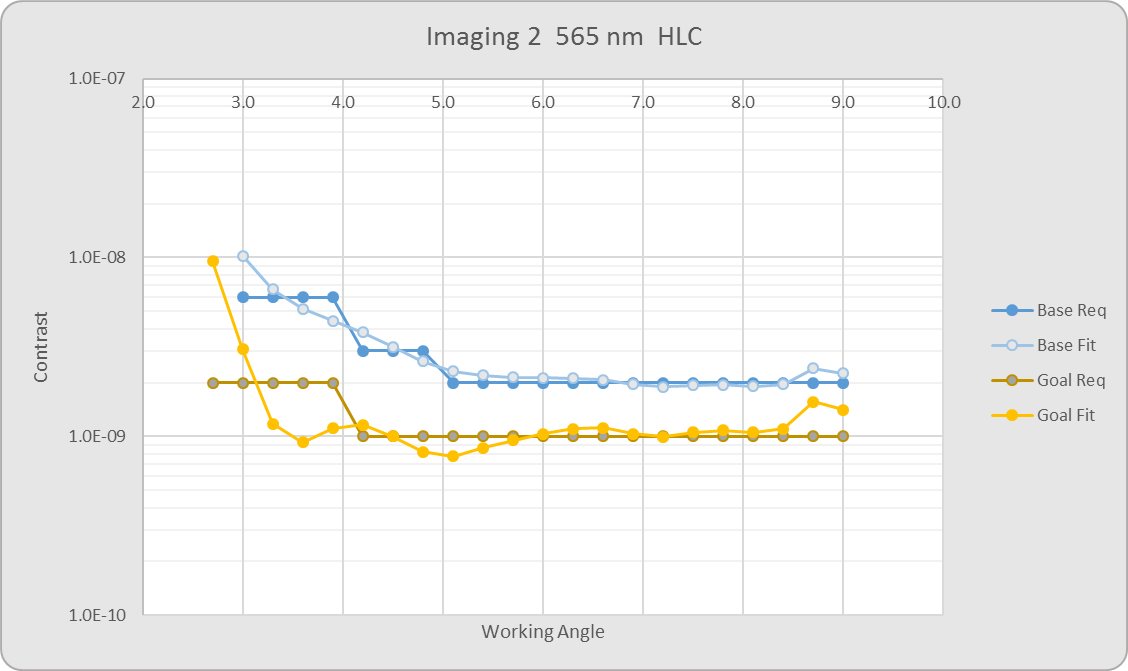 Imaging 2  565 nm  HLC
1.0E-07
2.0 3.0 4.0 5.0 6.0 7.0 8.0 9.0 10.0
1.0E-08
Contrast
Base Req
Base Fit
Goal Req
Goal Fit
1.0E-09
1.0E-10
Working Angle